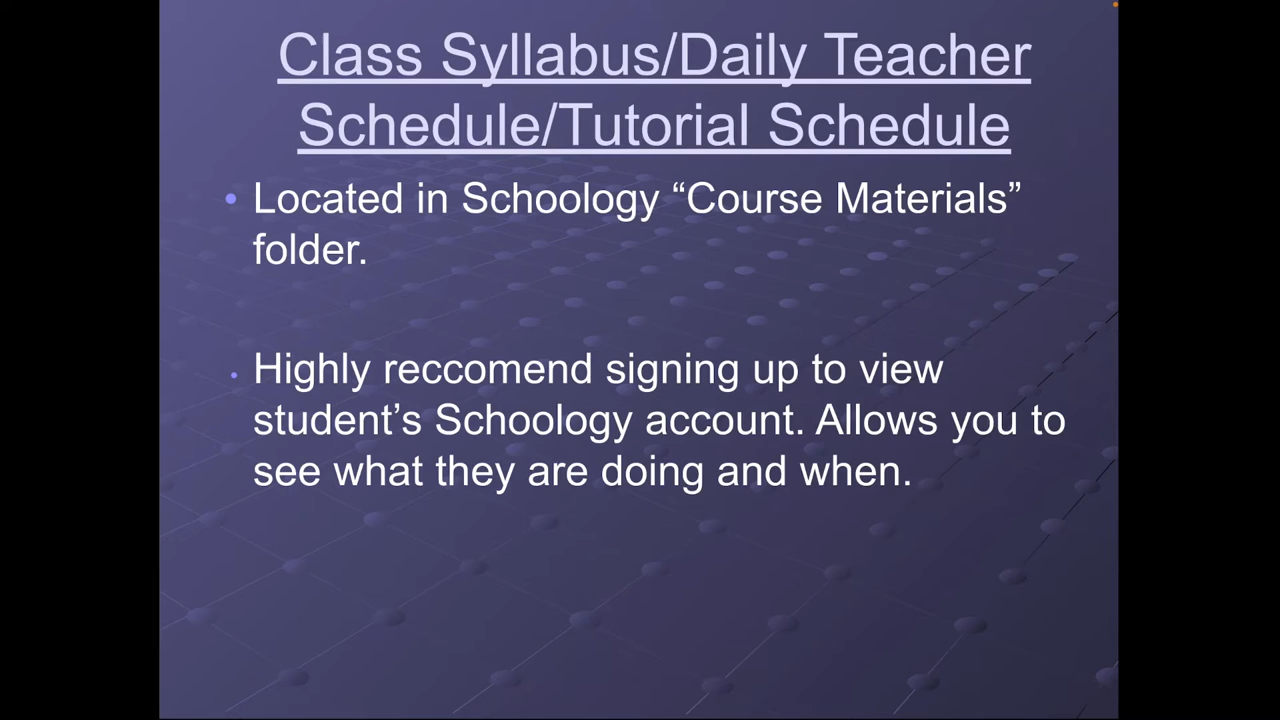 Class Syllabus/Daily Teacher
Schedule/Tutorial Schedule
• Located in Schoology “Course Materials”
folder.
• Highly reccomend signing up to view
student’s Schoology account. Allows you to
see what they are doing and when.